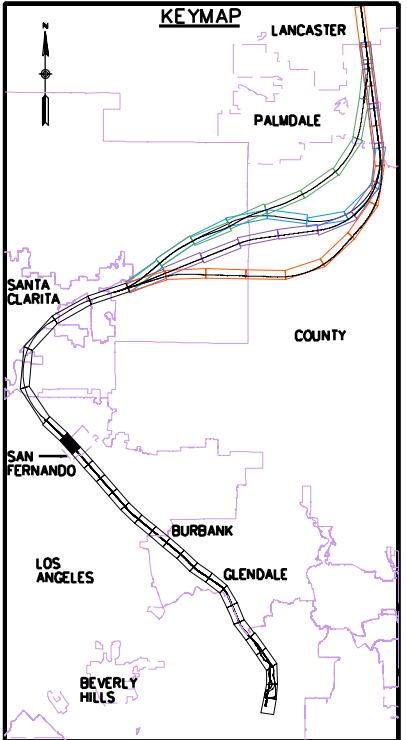 KEYMAP
N
LANCASTER
PALMDALE
SANTA
CLARITA
COUNTY
SAN
FERNANDO
BURBANK
LOS
ANGELES
GLENDALE
BEVERLY
HILLS